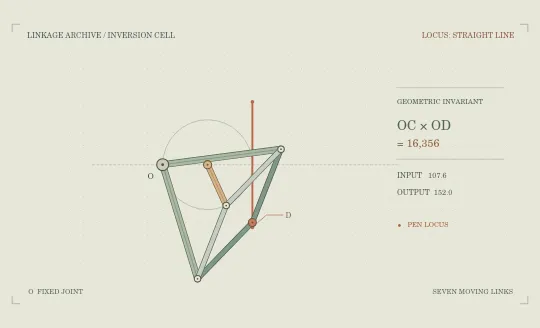 LINKAGE ARCHIVE / INVERSION CELL
LOCUS: STRAIGHT LINE
GEOMETRIC INVARIANT
OC × OD
= 16,356
INPUT 107.6
OUTPUT 152.0
O
D
PEN LOCUS
O FIXED JOINT
SEVEN MOVING LINKS